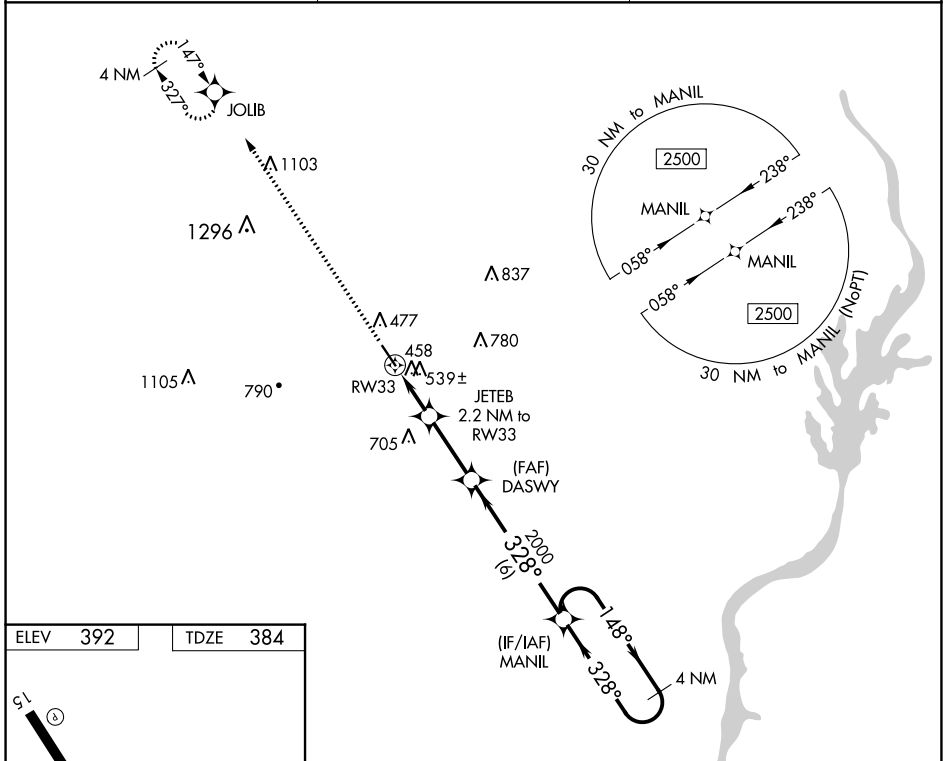 147°
4 NM
327°
JOLIB
1103
1296
30 NM to MANIL
2500
238°
MANIL
058°
238°
MANIL
058°
2500
30 NM to MANIL (NoPT)
837
477
780
458
RW33
539±
1105
790
JETEB
2.2 NM to
RW33
705
(FAF)
DASWY
2000
328°
(6)
(IF/IAF)
MANIL
148°
328°
4 NM
ELEV 392
TDZE 384
15
P